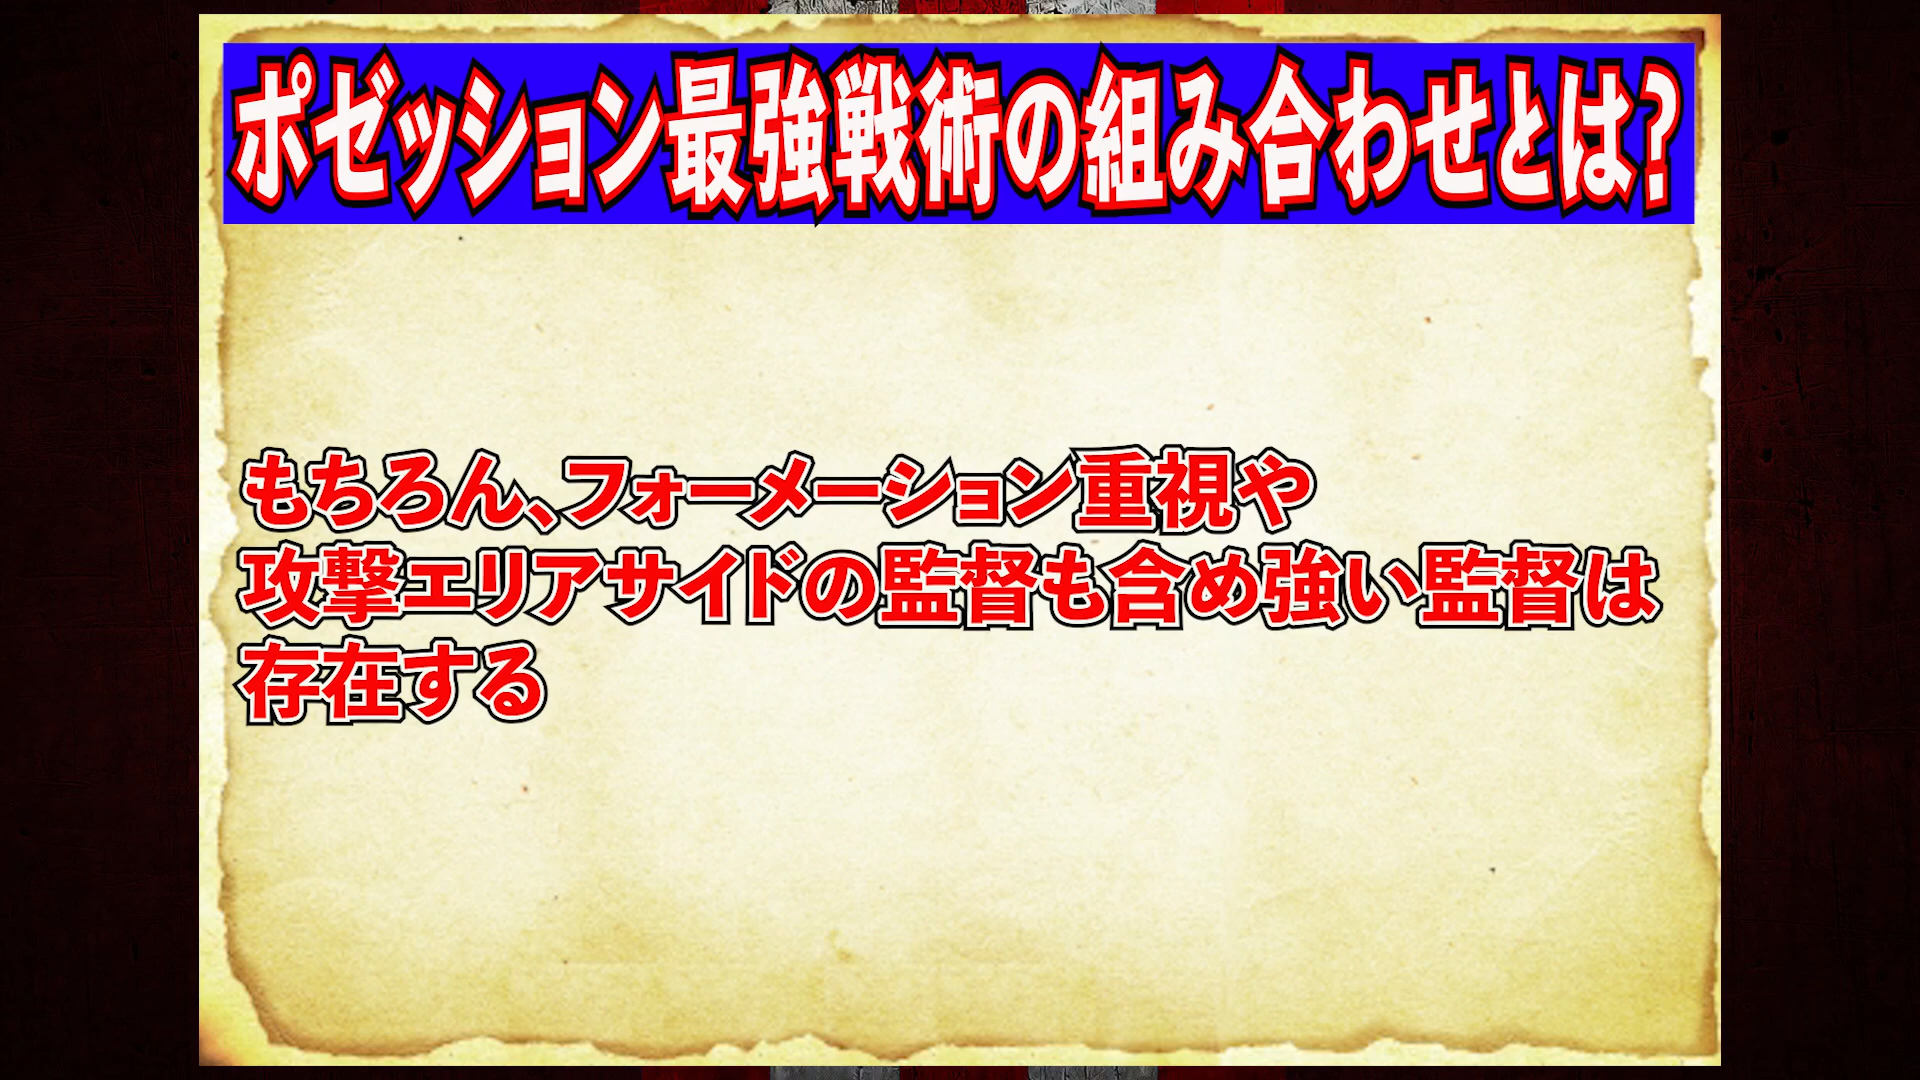 ポゼッション最強戦術の組み合わせとは?
もちろん、フォーメーション重視や
攻撃エリアサイドの監督も含め強い監督は
存在する